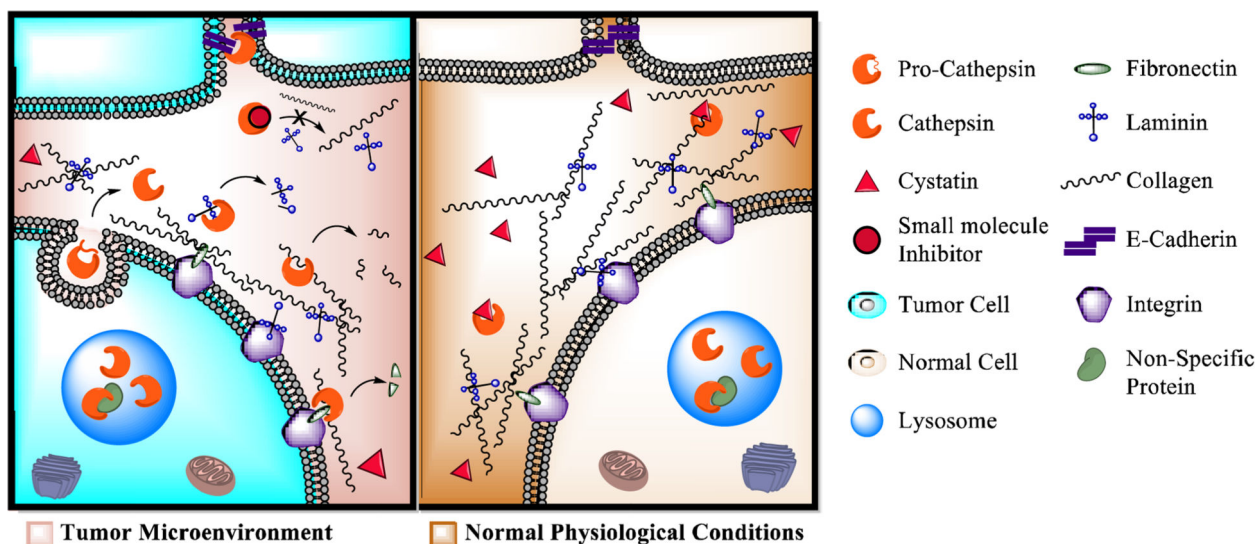 Pro-Cathepsin
Cathepsin
Cystatin
Small molecule
Inhibitor
Tumor Cell
Normal Cell
Lysosome
Fibronectin
Laminin
Collagen
E-Cadherin
Integrin
Non-Specific
Protein
Tumor Microenvironment
Normal Physiological Conditions